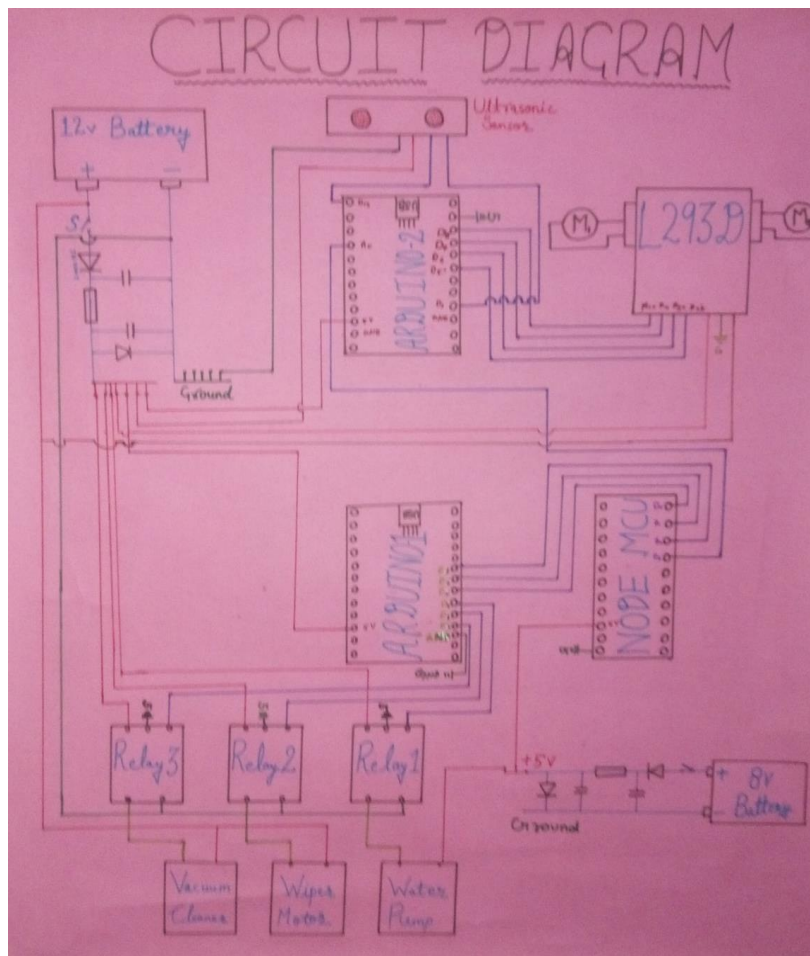 CIRCUIT DIAGRAM
12v Battery
+
-
Ultrasonic
Sensor
S
ARDUINO-2
M
L293D
M
Ground
ARDUINO1
NODE MCU
Relay3
Relay2
Relay1
+5V
+
8v
Battery
-
Ground
Vacuum
Cleaner
Wiper
Motor
Water
Pump